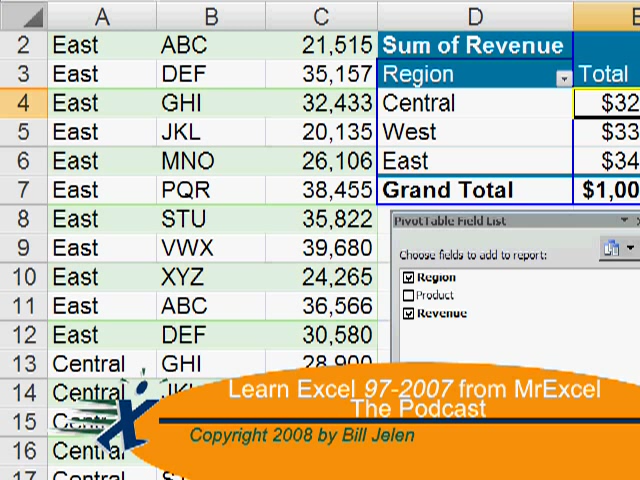 A B C D E
2 East ABC 21,515 Sum of Revenue
3 East DEF 35,157 Region Total
4 East GHI 32,433 Central $32
5 East JKL 20,135 West $33
6 East MNO 26,106 East $34
7 East PQR 38,455 Grand Total $1,00
8 East STU 35,822
PivotTable Field List
9 East VWX 39,680
Choose fields to add to report:
10 East XYZ 24,265
Region
Product
11 East ABC 36,566
Revenue
12 East DEF 30,580
13 Central GHI 28,900
14 Central
15
16 Central
17 Central
Learn Excel 97-2007 from MrExcel
The Podcast
Copyright 2008 by Bill Jelen